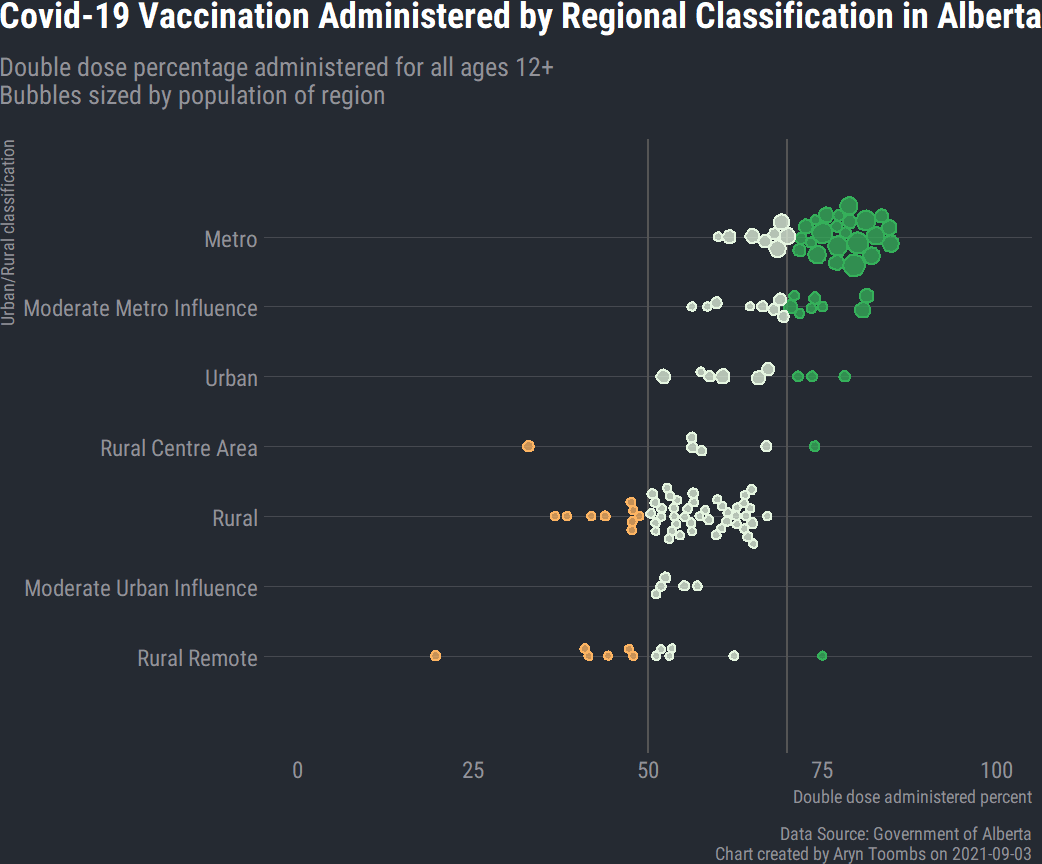 Covid-19 Vaccination Administered by Regional Classification in Alberta
Double dose percentage administered for all ages 12+
Bubbles sized by population of region
Urban/Rural classification
Metro
Moderate Metro Influence
Urban
Rural Centre Area
Rural
Moderate Urban Influence
Rural Remote
0 25 50 75 100
Double dose administered percent
Data Source: Government of Alberta
Chart created by Aryn Toombs on 2021-09-03